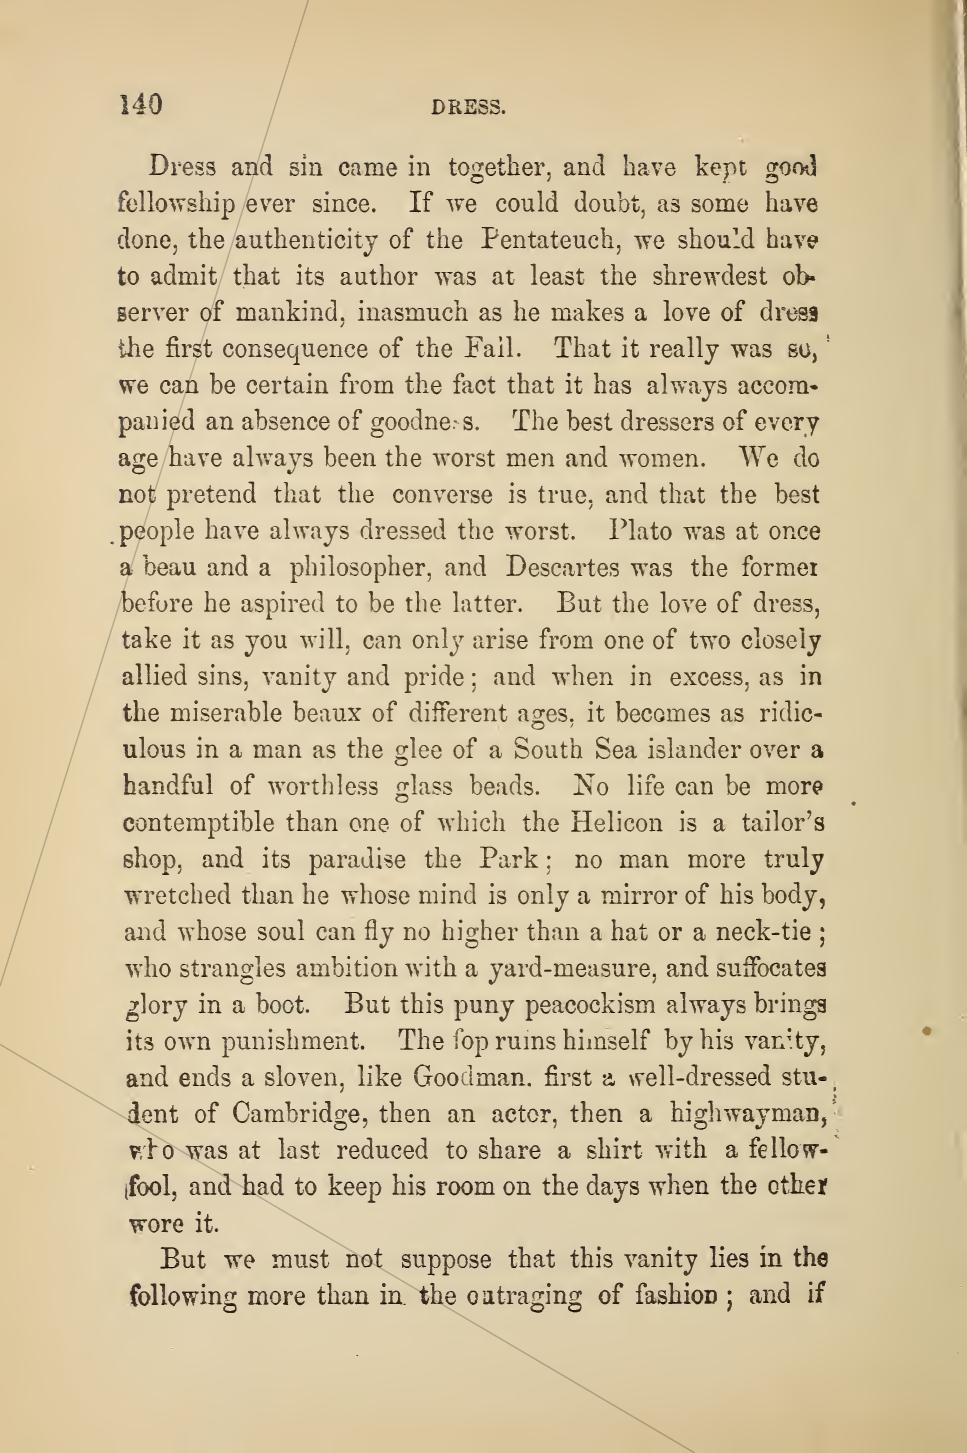 140 DRESS.
Dress and sin came in together, and have kept good
fellowship ever since. If we could doubt, as some have
done, the authenticity of the Pentateuch, we should have
to admit that its author was at least the shrewdest ob-
server of mankind, inasmuch as he makes a love of dress
the first consequence of the Fall. That it really was so,
we can be certain from the fact that it has always accom-
panied an absence of goodness. The best dressers of every
age have always been the worst men and women. We do
not pretend that the converse is true, and that the best
people have always dressed the worst. Plato was at once
a beau and a philosopher, and Descartes was the former
before he aspired to be the latter. But the love of dress,
take it as you will, can only arise from one of two closely
allied sins, vanity and pride; and when in excess, as in
the miserable beaux of different ages, it becomes as ridic-
ulous in a man as the glee of a South Sea islander over a
handful of worthless glass beads. No life can be more
contemptible than one of which the Helicon is a tailor's
shop, and its paradise the Park; no man more truly
wretched than he whose mind is only a mirror of his body,
and whose soul can fly no higher than a hat or a neck-tie;
who strangles ambition with a yard-measure, and suffocates
glory in a boot. But this puny peacockism always brings
its own punishment. The fop ruins himself by his vanity,
and ends a sloven, like Goodman, first a well-dressed stu-
dent of Cambridge, then an actor, then a highwayman,
who was at last reduced to share a shirt with a fellow-
fool, and had to keep his room on the days when the other
wore it.
But we must not suppose that this vanity lies in the
following more than in the outraging of fashion; and if